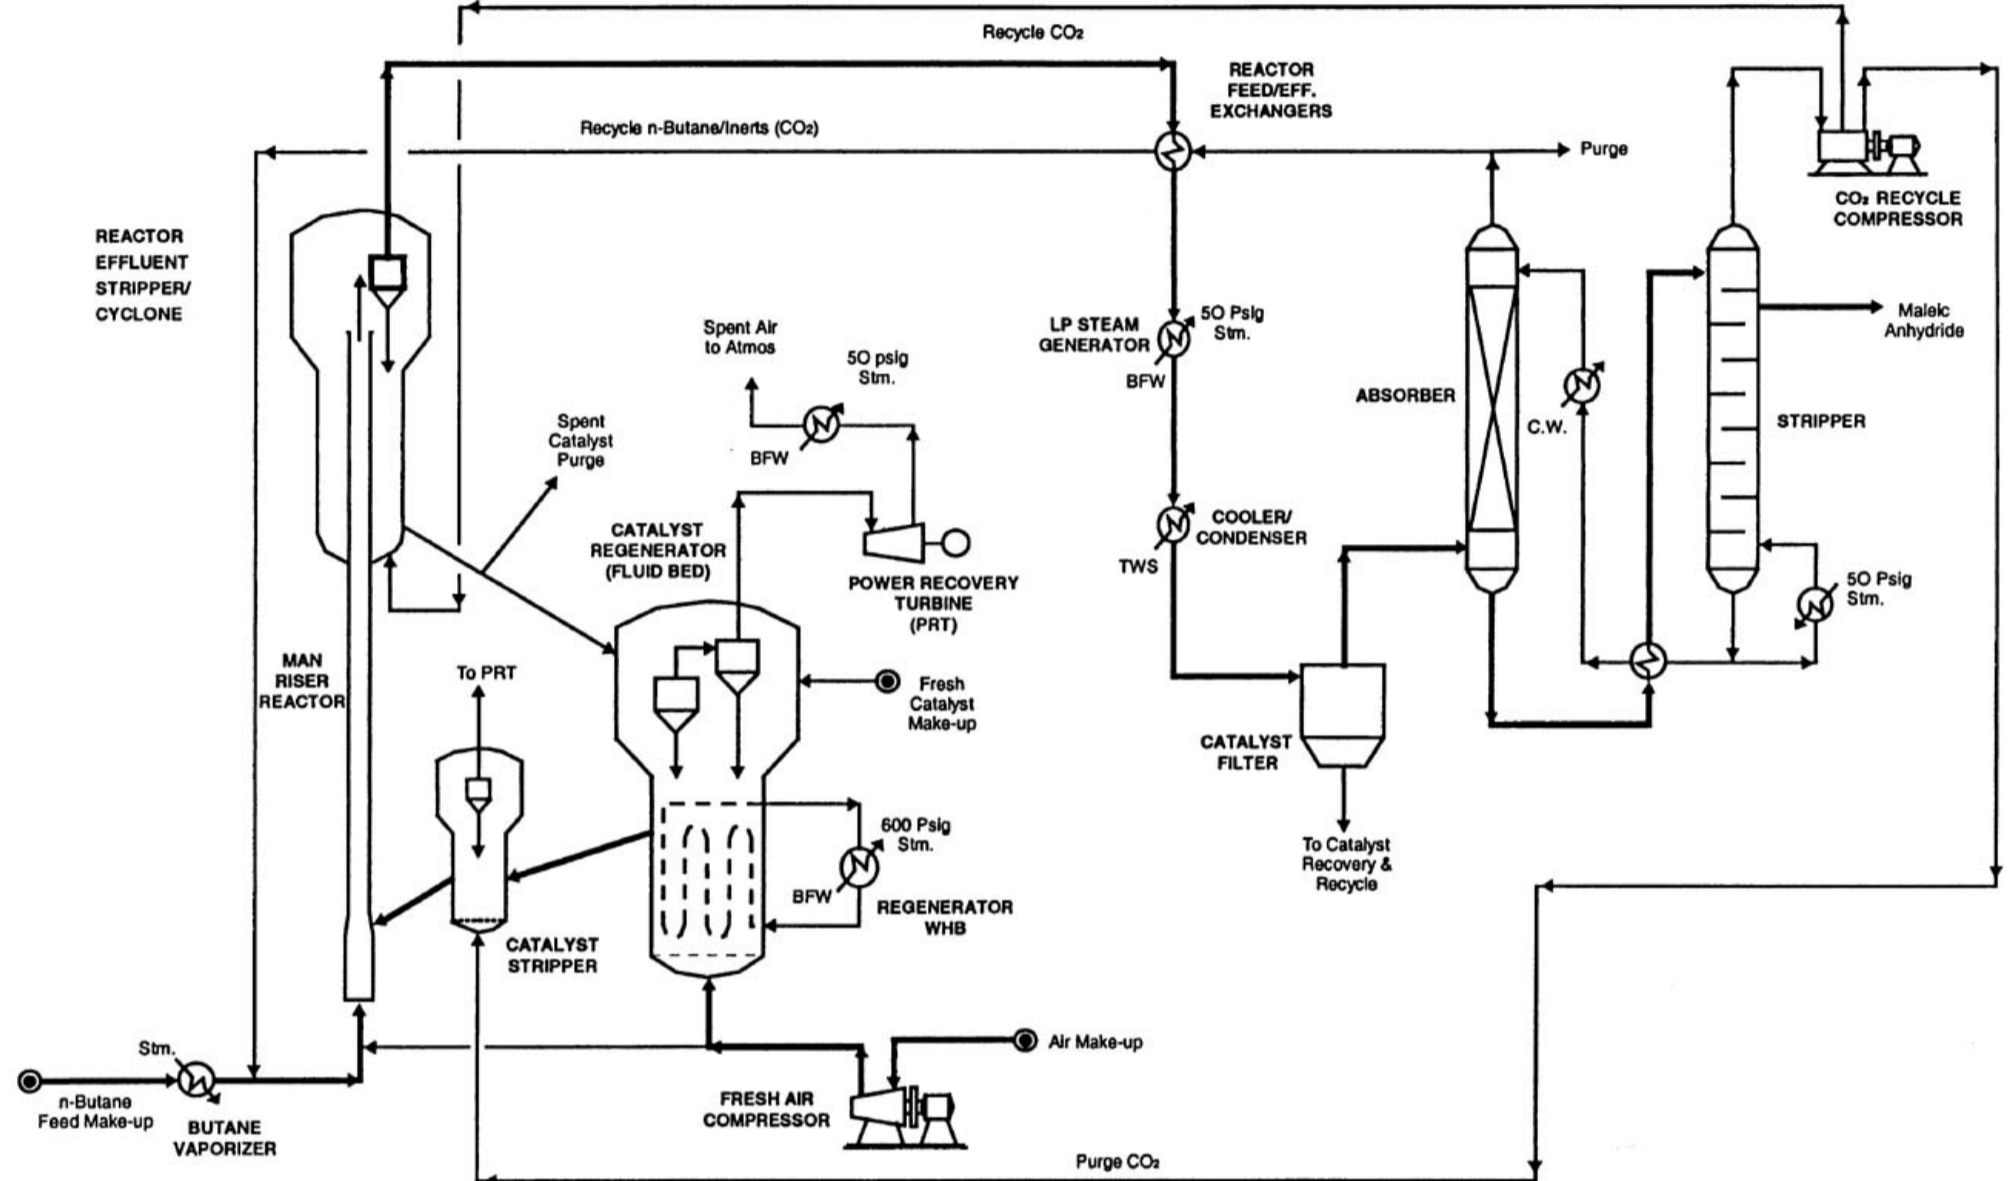 Recycle CO₂
REACTOR
FEED/EFF.
EXCHANGERS
Recycle n-Butane/Inerts (CO₂)
Purge
CO₂ RECYCLE
COMPRESSOR
REACTOR
EFFLUENT
STRIPPER/
CYCLONE
Spent Air
to Atmos
50 psig
Stm.
BFW
LP STEAM
GENERATOR
50 Psig
Stm.
BFW
Maleic
Anhydride
ABSORBER
C.W.
STRIPPER
Spent
Catalyst
Purge
CATALYST
REGENERATOR
(FLUID BED)
POWER RECOVERY
TURBINE
(PRT)
COOLER/
CONDENSER
TWS
50 Psig
Stm.
MAN
RISER
REACTOR
To PRT
Fresh
Catalyst
Make-up
CATALYST
FILTER
600 Psig
Stm.
BFW
REGENERATOR
WHB
To Catalyst
Recovery &
Recycle
CATALYST
STRIPPER
Stm.
n-Butane
Feed Make-up
BUTANE
VAPORIZER
Air Make-up
FRESH AIR
COMPRESSOR
Purge CO₂